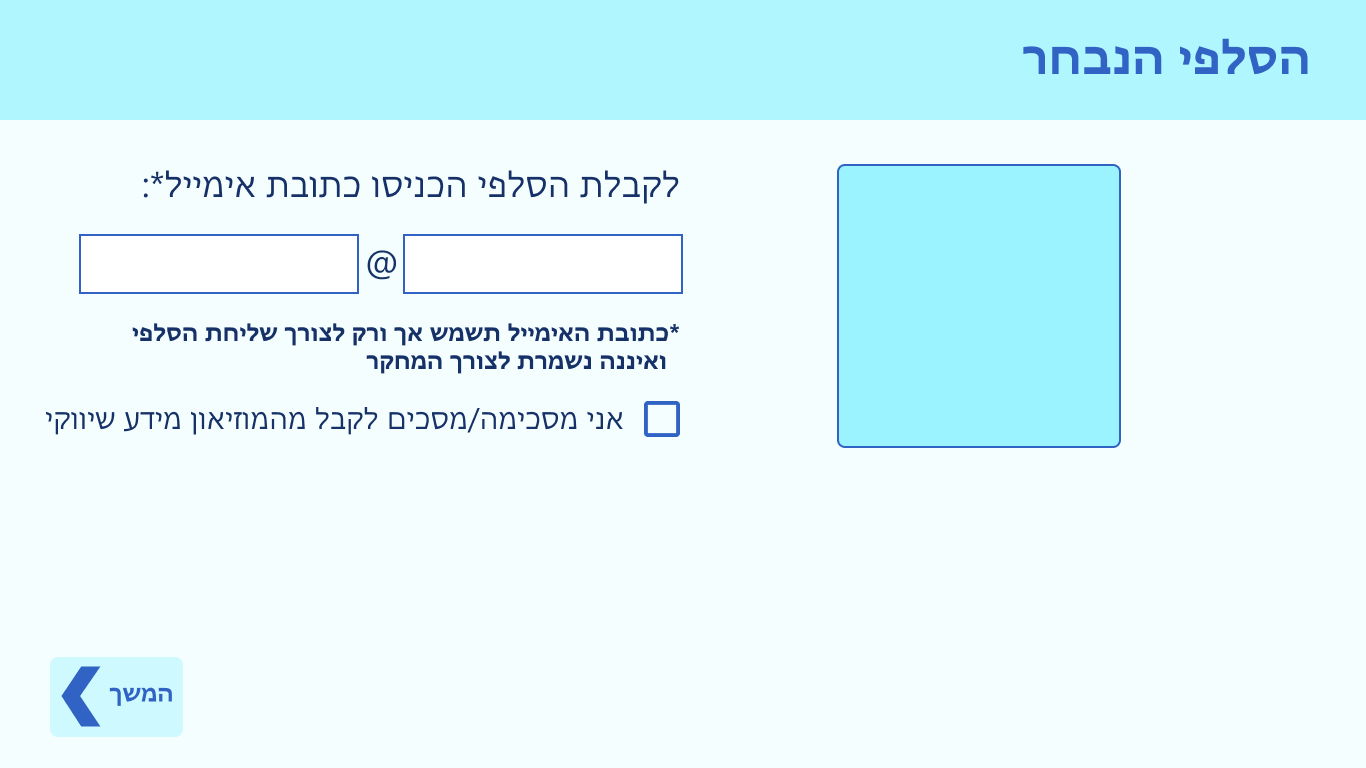 הסלפי הנבחר
לקבלת הסלפי הכניסו כתובת אימייל*:
@
*כתובת האימייל תשמש אך ורק לצורך שליחת הסלפי
ואיננה נשמרת לצורך המחקר
אני מסכימה/מסכים לקבל מהמוזיאון מידע שיווקי
המשך